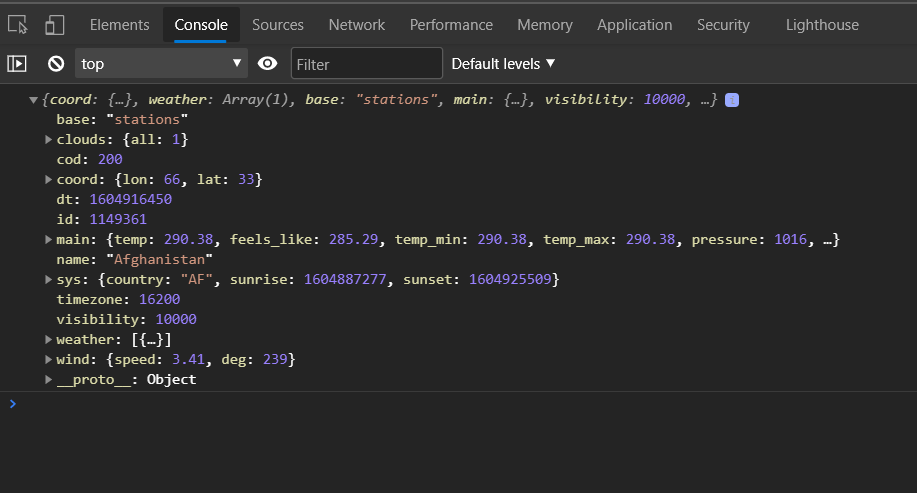 Elements Console Sources Network Performance Memory Application Security Lighthouse
top Filter Default levels
{coord: {…}, weather: Array(1), base: "stations", main: {…}, visibility: 10000, …} i
base: "stations"
clouds: {all: 1}
cod: 200
coord: {lon: 66, lat: 33}
dt: 1604916450
id: 1149361
main: {temp: 290.38, feels_like: 285.29, temp_min: 290.38, temp_max: 290.38, pressure: 1016, …}
name: "Afghanistan"
sys: {country: "AF", sunrise: 1604887277, sunset: 1604925509}
timezone: 16200
visibility: 10000
weather: [{…}]
wind: {speed: 3.41, deg: 239}
__proto__: Object